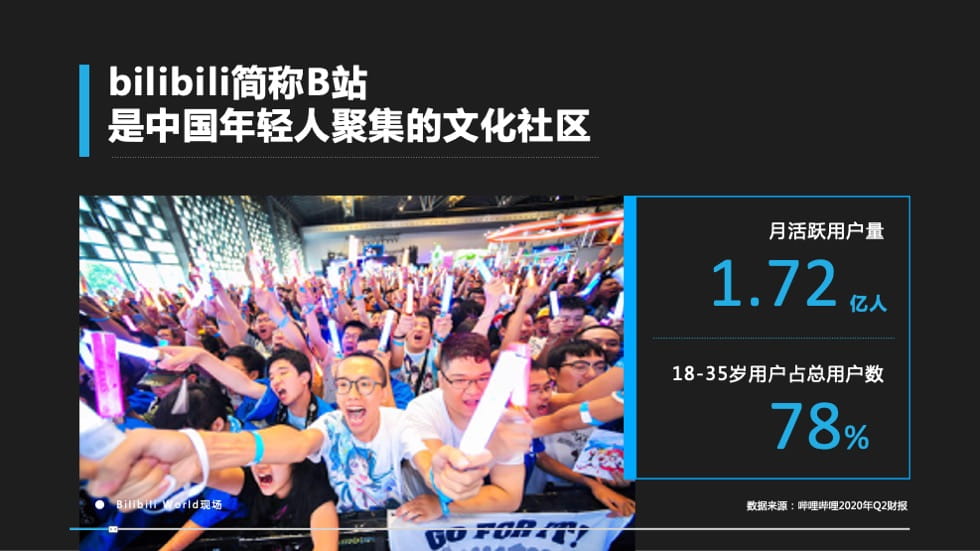 bilibili简称B站
是中国年轻人聚集的文化社区
月活跃用户量
1.72 亿人
18-35岁用户占总用户数
78%
Bilibili World现场
GO FOR IT!
数据来源：哔哩哔哩2020年Q2财报